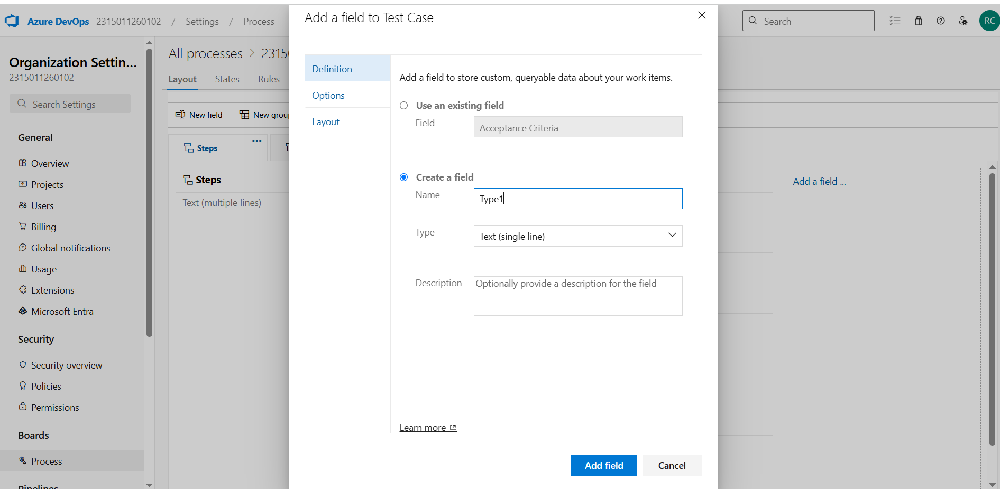 Azure DevOps 2315011260102 / Settings / Process
Search
RC
Organization Settin...
2315011260102
Search Settings
General
Overview
Projects
Users
Billing
Global notifications
Usage
Extensions
Microsoft Entra
Security
Security overview
Policies
Permissions
Boards
Process
Pipelines
All processes > 2315
Layout States Rules
New field New grou
Steps ...
Steps
Text (multiple lines)
Add a field to Test Case
Definition
Options
Layout
Add a field to store custom, queryable data about your work items.
Use an existing field
Field Acceptance Criteria
Create a field
Name Type1
Type Text (single line)
Description Optionally provide a description for the field
Learn more
Add field Cancel
Add a field ...